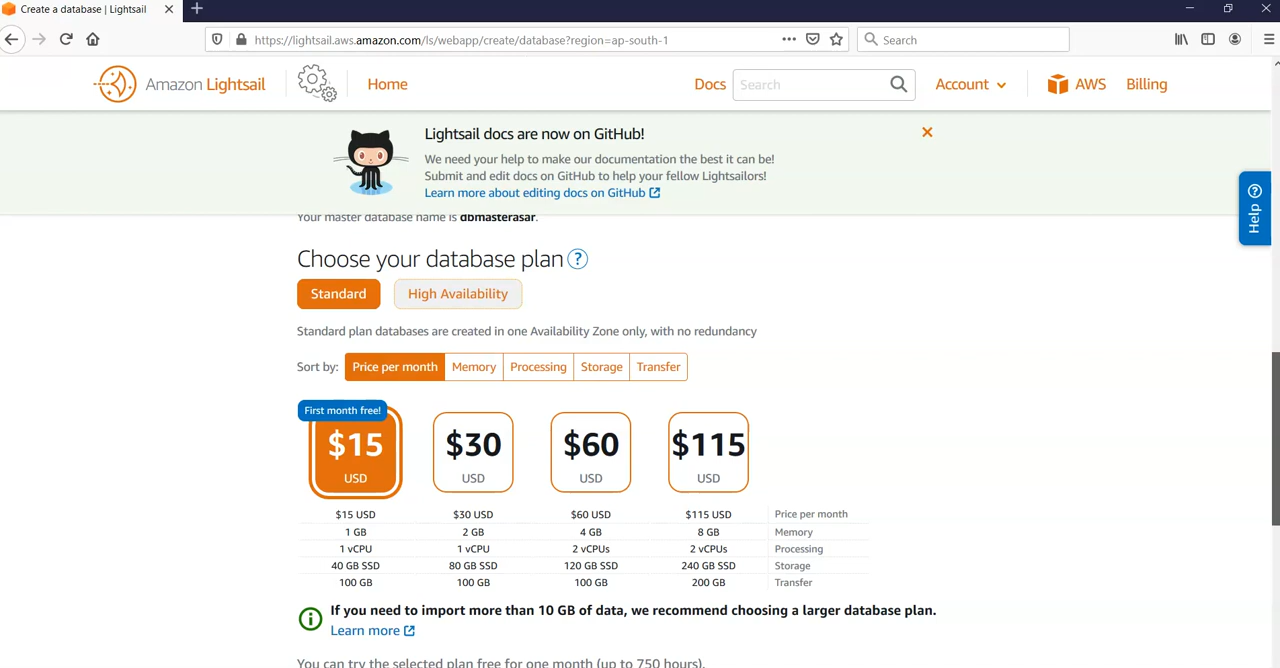 Create a database | Lightsail
https://lightsail.aws.amazon.com/ls/webapp/create/database?region=ap-south-1
Search
Amazon Lightsail
Home
Docs
Search
Account
AWS
Billing
Lightsail docs are now on GitHub!
We need your help to make our documentation the best it can be!
Submit and edit docs on GitHub to help your fellow Lightsailors!
Learn more about editing docs on GitHub
Help
Your master database name is dbmasterasar.
Choose your database plan ?
Standard
High Availability
Standard plan databases are created in one Availability Zone only, with no redundancy
Sort by: Price per month Memory Processing Storage Transfer
First month free!
$15 $30 $60 $115
USD USD USD USD
$15 USD $30 USD $60 USD $115 USD Price per month
1 GB 2 GB 4 GB 8 GB Memory
1 vCPU 1 vCPU 2 vCPUs 2 vCPUs Processing
40 GB SSD 80 GB SSD 120 GB SSD 240 GB SSD Storage
100 GB 100 GB 100 GB 200 GB Transfer
If you need to import more than 10 GB of data, we recommend choosing a larger database plan.
Learn more
You can try the selected plan free for one month (up to 750 hours).